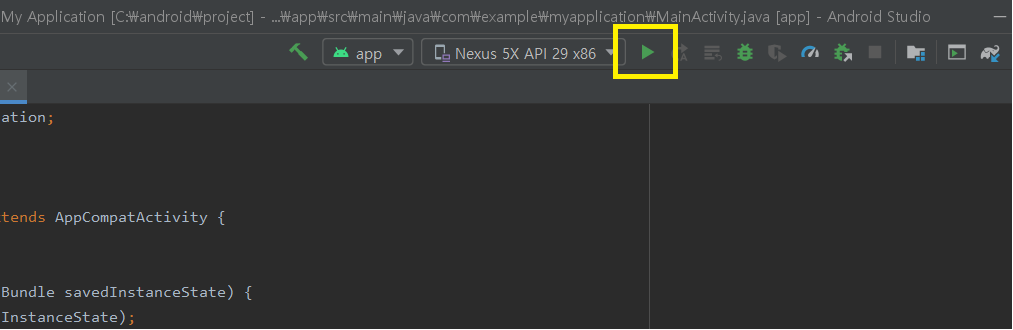 My Application [C:₩android₩project] - ...₩app₩src₩main₩java₩com₩example₩myapplication₩MainActivity.java [app] - Android Studio
app Nexus 5X API 29 x86
ation;
tends AppCompatActivity {
Bundle savedInstanceState) {
InstanceState);